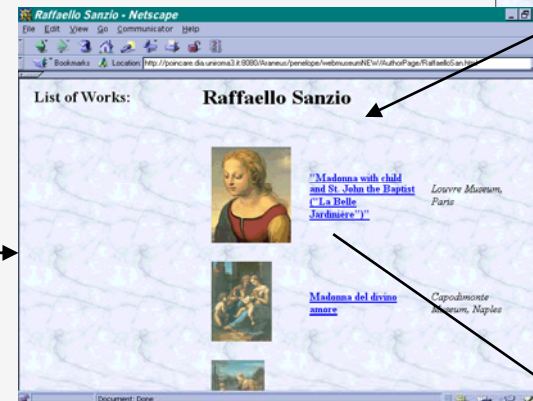 Raffaello Sanzio - Netscape
File Edit View Go Communicator Help
Bookmarks Location: http://poincare.dia.uniroma3.it:8080/Araneus/penelope/webmuseumNEW/AuthorPage/RaffaelloSan.html
List of Works:
Raffaello Sanzio
"Madonna with child
and St. John the Baptist
("La Belle
Jardinière")"
Louvre Museum,
Paris
Madonna del divino
amore
Capodimonte
Museum, Naples
Document: Done